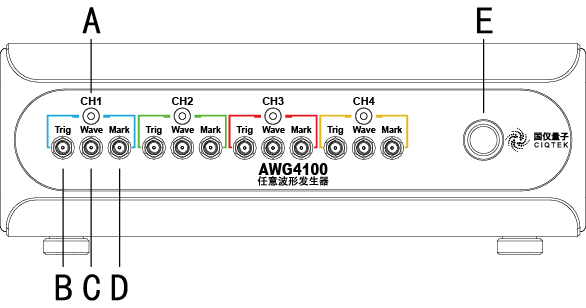 A
E
CH1 CH2 CH3 CH4
Trig Wave Mark Trig Wave Mark Trig Wave Mark Trig Wave Mark
国仪量子
CIQTEK
AWG4100
任意波形发生器
B C D